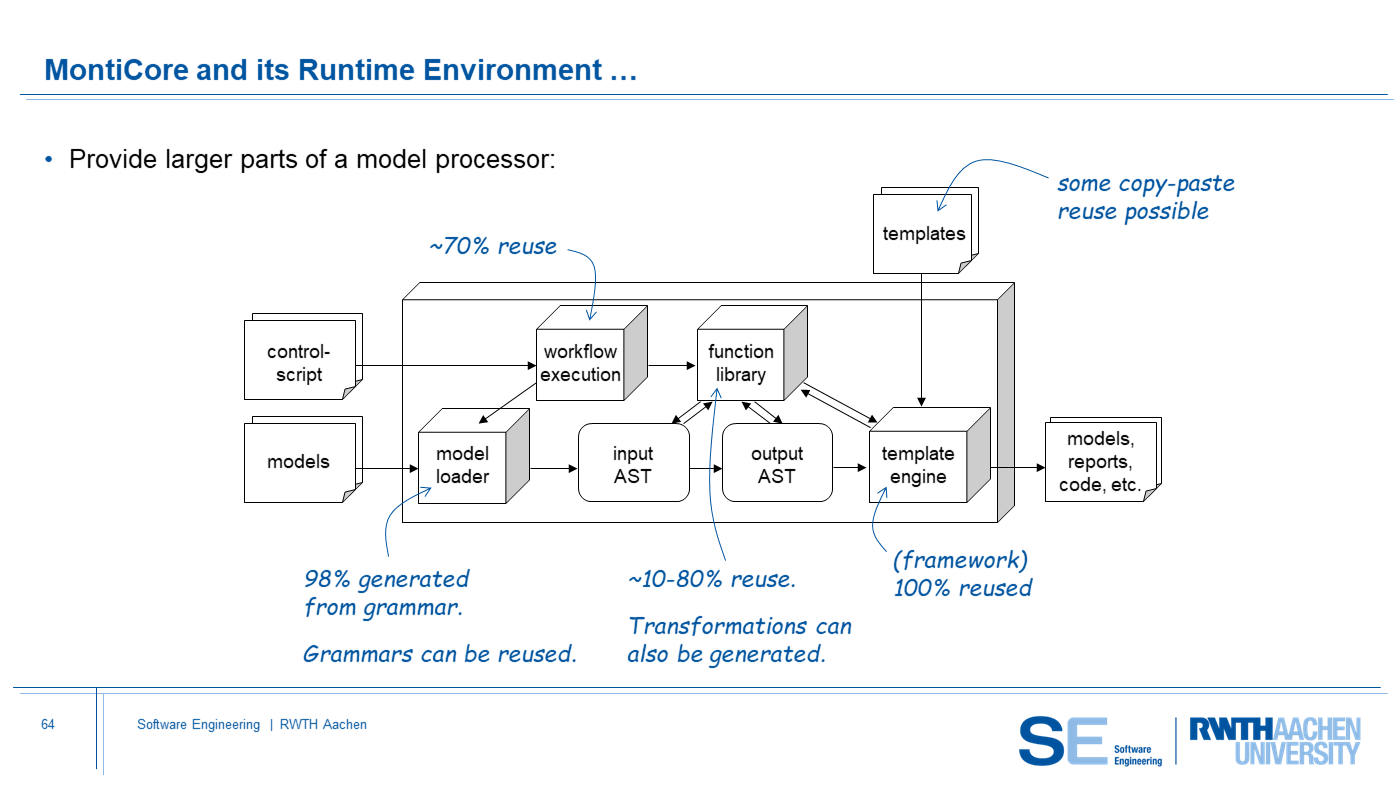 MontiCore and its Runtime Environment …
• Provide larger parts of a model processor:
some copy-paste
reuse possible
templates
~70% reuse
control-
script
workflow
execution
function
library
models
model
loader
input
AST
output
AST
template
engine
models,
reports,
code, etc.
98% generated
from grammar.
Grammars can be reused.
~10-80% reuse.
Transformations can
also be generated.
(framework)
100% reused
64
Software Engineering | RWTH Aachen
SE Software
Engineering
RWTHAACHEN
UNIVERSITY